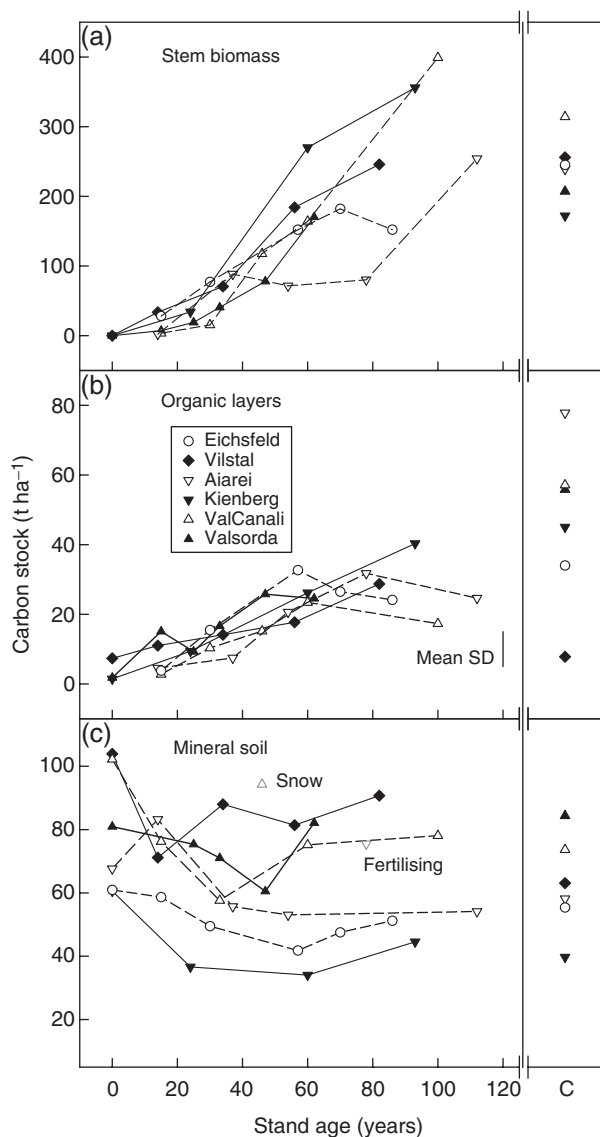 (a)
Stem biomass
400
300
200
100
0
(b)
Organic layers
Eichsfeld
Vilstal
Aiarei
Kienberg
ValCanali
Valsorda
80
60
40
20
0
Mean SD
Carbon stock (t ha−1)
(c)
Mineral soil
Snow
Fertilising
100
80
60
40
20
0 20 40 60 80 100 120 C
Stand age (years)